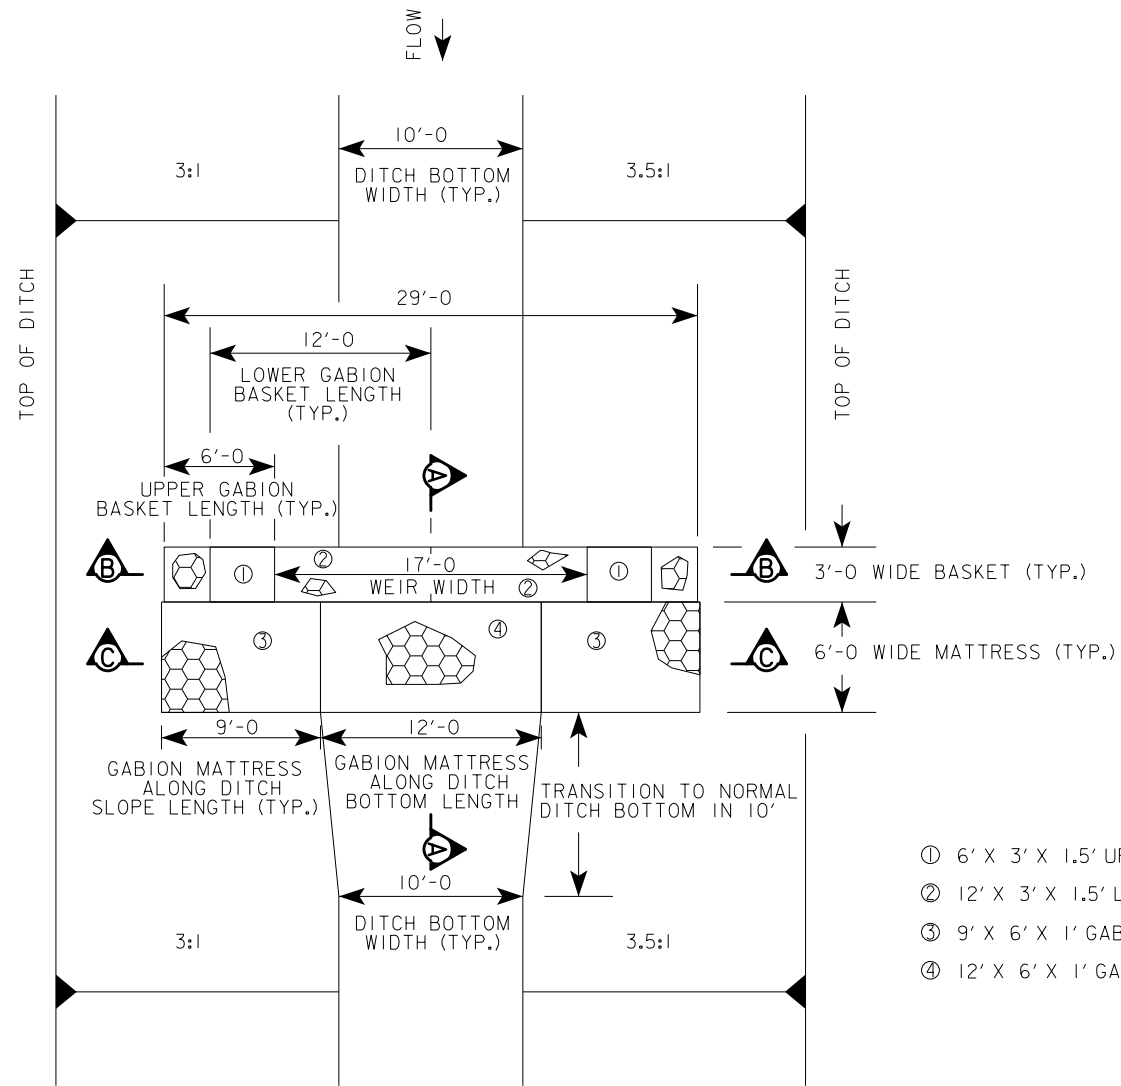 FLOW
10'-0
DITCH BOTTOM
WIDTH (TYP.)
3:1
3.5:1
TOP OF DITCH
TOP OF DITCH
29'-0
12'-0
LOWER GABION
BASKET LENGTH
(TYP.)
6'-0
UPPER GABION
BASKET LENGTH (TYP.)
A
B
1
2
17'-0
WEIR WIDTH
2
1
B
3'-0 WIDE BASKET (TYP.)
C
3
4
3
C
6'-0 WIDE MATTRESS (TYP.)
9'-0
GABION MATTRESS
ALONG DITCH
SLOPE LENGTH (TYP.)
12'-0
GABION MATTRESS
ALONG DITCH
BOTTOM LENGTH
TRANSITION TO NORMAL
DITCH BOTTOM IN 10'
A
10'-0
DITCH BOTTOM
WIDTH (TYP.)
3:1
3.5:1
① 6' X 3' X 1.5' U
② 12' X 3' X 1.5' L
③ 9' X 6' X 1' GAB
④ 12' X 6' X 1' GA